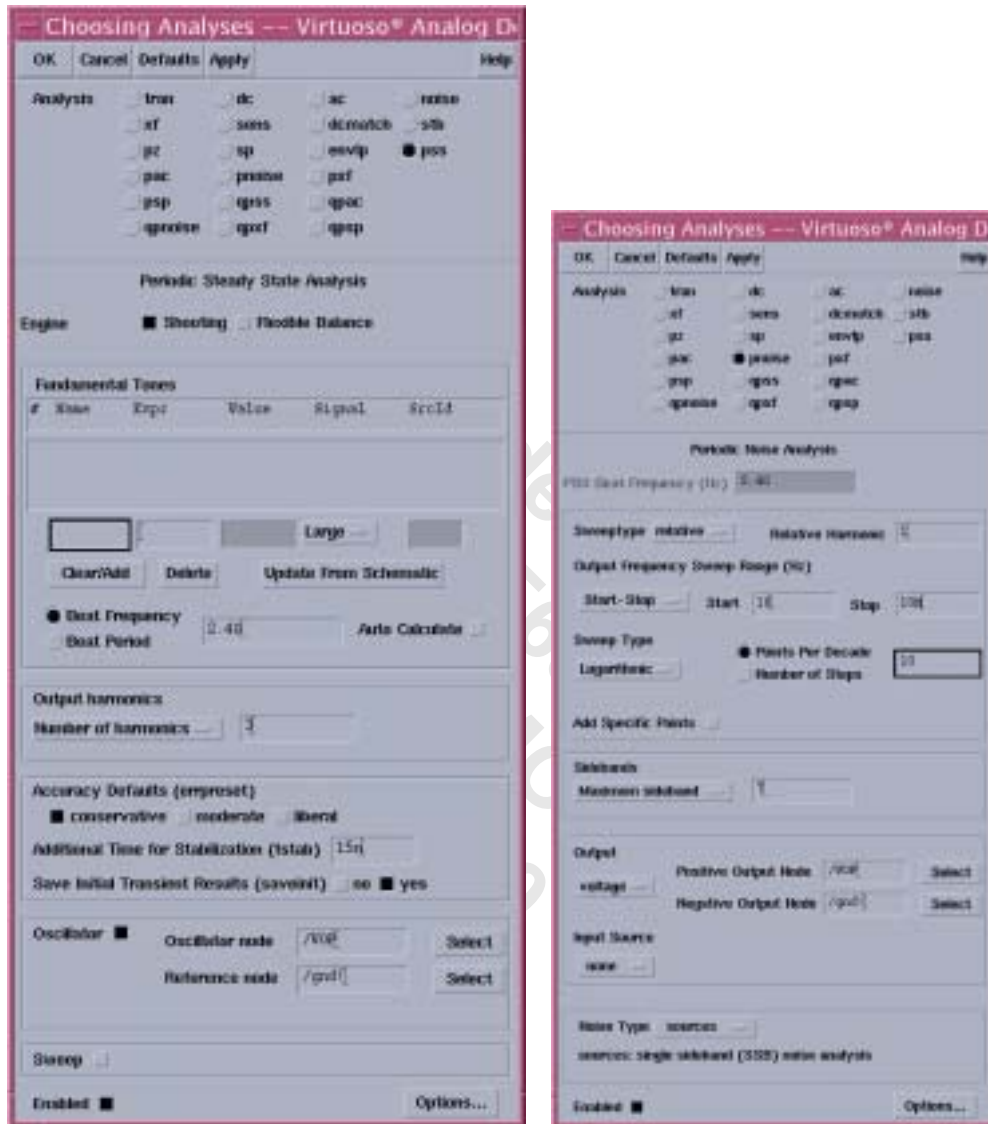 Choosing Analyses -- Virtuoso® Analog De
OK Cancel Defaults Apply Help
Analysis tran dc ac noise
xf sens dcmatch stb
pz sp envlp pss
pac pnoise pxf
psp qpss qpac
qpnoise qpxf qpsp
Periodic Steady State Analysis
Engine Shooting Flexible Balance
Fundamental Tones
# Name Expr Value Signal SrcId
Large
Clear/Add Delete Update From Schematic
Beat Frequency
Beat Period
2.4G Auto Calculate
Output harmonics
Number of harmonics 3
Accuracy Defaults (errpreset)
conservative moderate liberal
Additional Time for Stabilization (tstab) 15n
Save Initial Transient Results (saveinit) no yes
Oscillator Oscillator node Select
Reference node /gnd! Select
Sweep
Enabled Options...
Choosing Analyses -- Virtuoso® Analog D
OK Cancel Defaults Apply Help
Analysis tran dc ac noise
xf sens dcmatch stb
pz sp envlp pss
pac pnoise pxf
psp qpss qpac
qpnoise qpxf qpsp
Periodic Noise Analysis
PSS Beat Frequency (Hz) 2.4G
Sweeptype relative Relative Harmonic
Output Frequency Sweep Range (Hz)
Start-Stop Start Stop
Sweep Type
Logarithmic
Points Per Decade
Number of Steps
10
Add Specific Points
Sidebands
Maximum sideband
Output
voltage
Positive Output Node Select
Negative Output Node /gnd! Select
Input Source
none
Noise Type sources
sources: single sideband (SSB) noise analysis
Enabled Options...